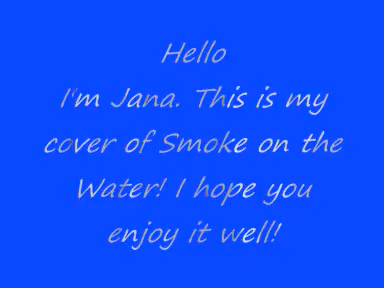 Hello
I'm Jana. This is my
cover of Smoke on the
Water! I hope you
enjoy it well!